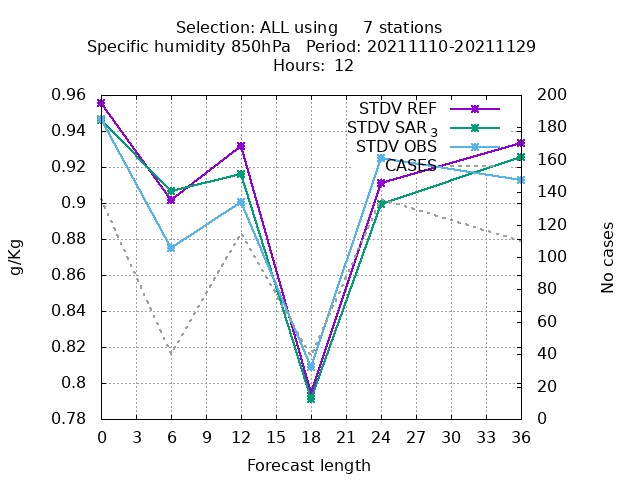 Selection: ALL using     7 stations
Specific humidity 850hPa   Period: 20211110-20211129
Hours: 12
0.96
0.94
0.92
0.9
0.88
0.86
0.84
0.82
0.8
0.78
g/Kg
STDV REF
STDV SAR 3
STDV OBS
CASES
200
180
160
140
120
100
80
60
40
20
0
No cases
0 3 6 9 12 15 18 21 24 27 30 33 36
Forecast length